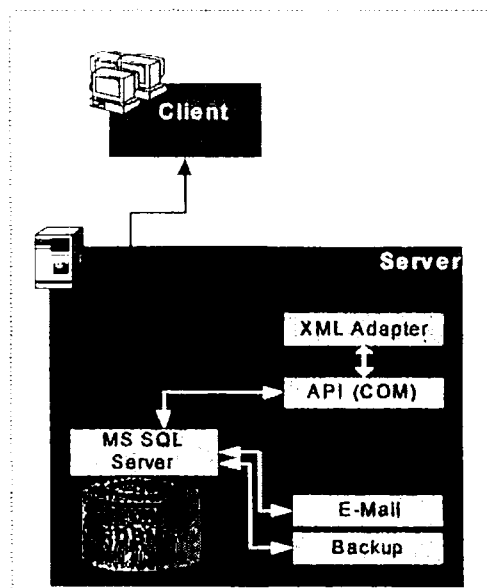 Client
Server
XML Adapter
API (COM)
MS SQL
Server
E-Mail
Backup